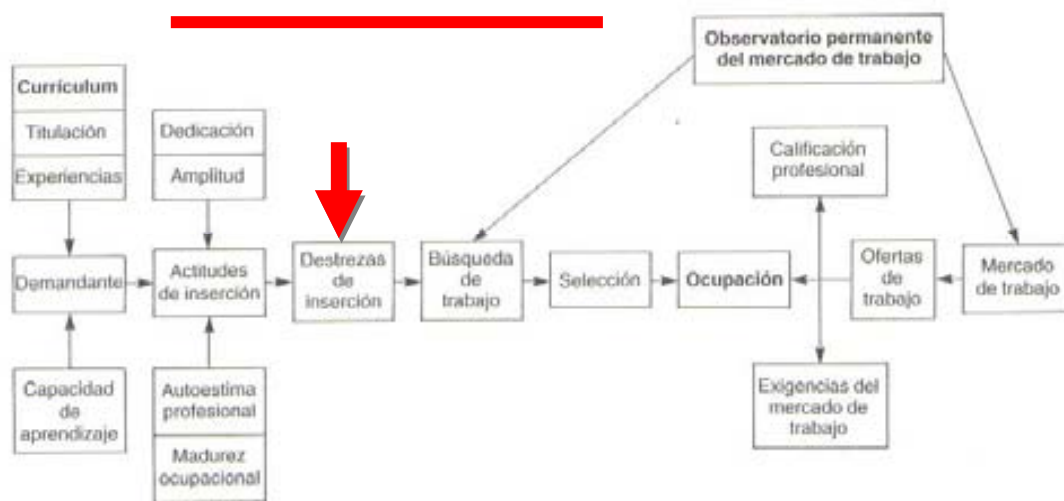 Observatorio permanente
del mercado de trabajo
Currículum
Titulación
Experiencias
Dedicación
Amplitud
Calificación
profesional
Demandante
Actitudes
de inserción
Destrezas
de
inserción
Búsqueda
de
trabajo
Selección
Ocupación
Ofertas
de
trabajo
Mercado
de trabajo
Capacidad
de
aprendizaje
Autoestima
profesional
Madurez
ocupacional
Exigencias del
mercado de
trabajo